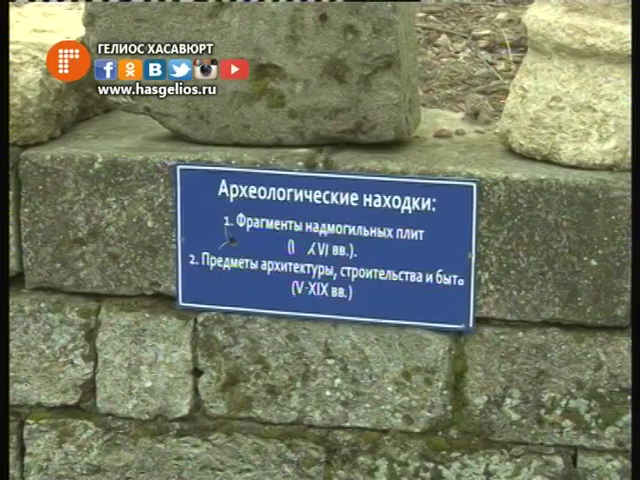 ГЕЛИОС ХАСАВЮРТ
www.hasgelios.ru
Археологические находки:
1. Фрагменты надмогильных плит
вв.).
2. Предметы архитектуры, строительства и быта
(V-XIX вв.)